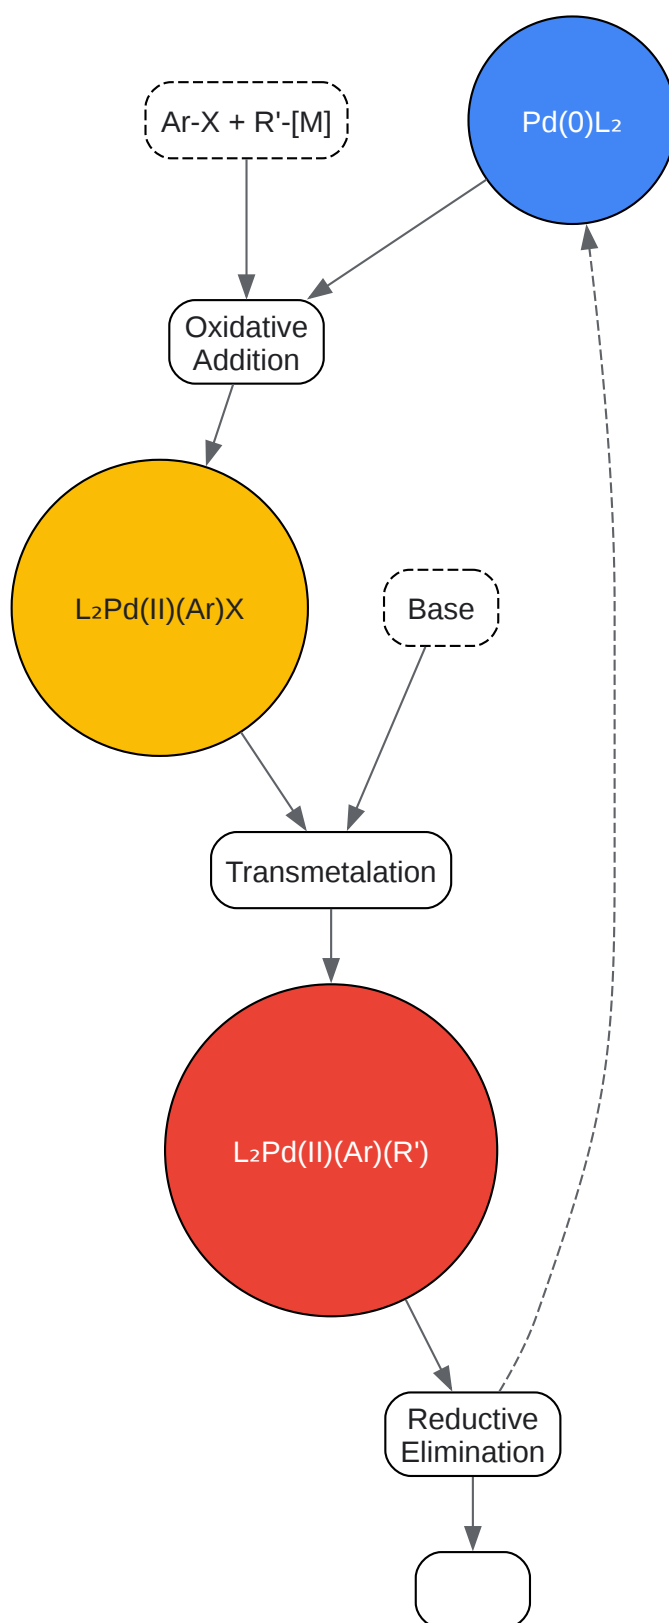 Ar-X + R'-[M]
Pd(0)L₂
Oxidative
Addition
L₂Pd(II)(Ar)X
Base
Transmetalation
L₂Pd(II)(Ar)(R')
Reductive
Elimination